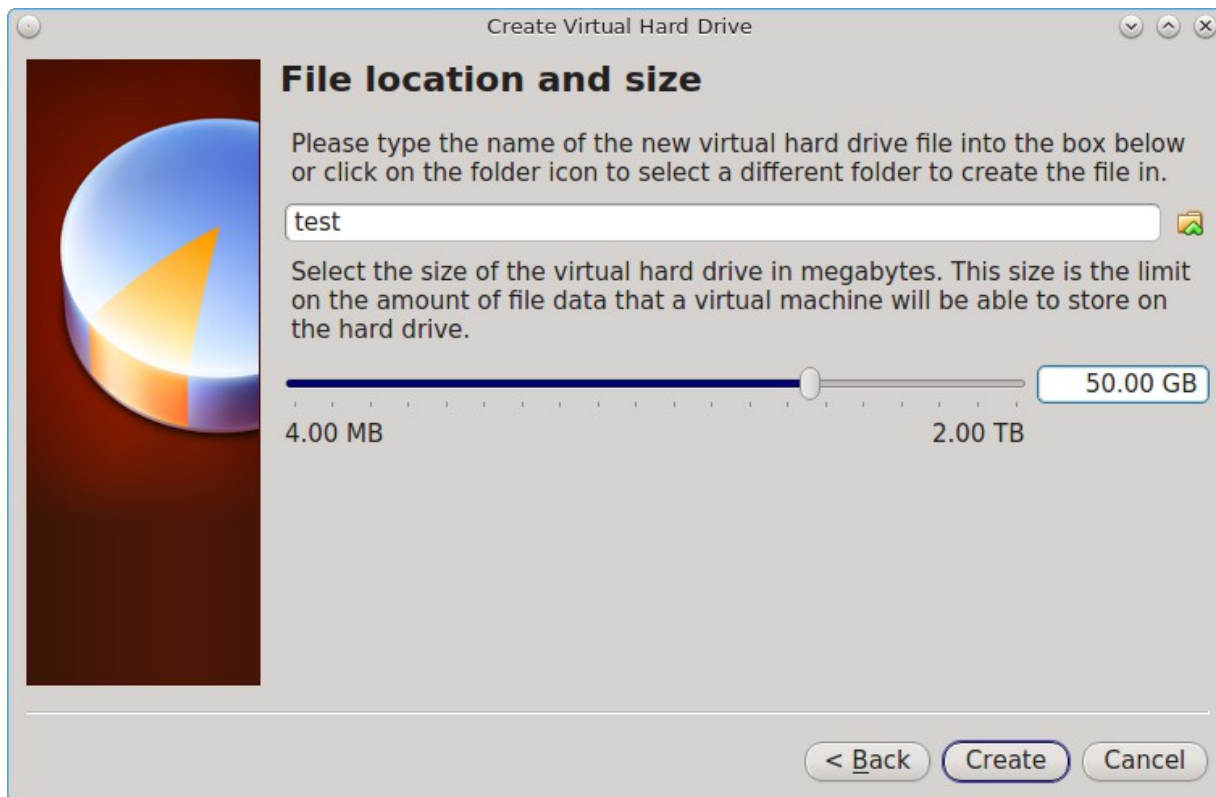 Create Virtual Hard Drive
File location and size
Please type the name of the new virtual hard drive file into the box below
or click on the folder icon to select a different folder to create the file in.
test
Select the size of the virtual hard drive in megabytes. This size is the limit
on the amount of file data that a virtual machine will be able to store on
the hard drive.
50.00 GB
4.00 MB 2.00 TB
< Back Create Cancel